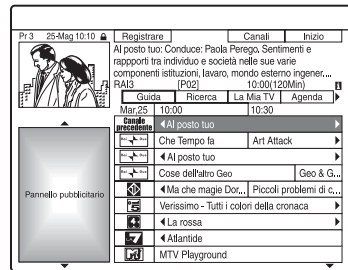 Pr 3 25-Mag 10:10 Registrare Canali Inizio
Al posto tuo: Conduce: Paola Perego. Sentimenti e
rappporti tra individuo e società nelle sue varie
componenti istituzioni, lavaro, mondo esterno ingener,...
RAI3 [P02] 10:00(120Min)
Guida Ricerca La Mia TV Agenda
Mar,25 10:00 10:30
Canale
precedente Al posto tuo
Che Tempo fa Art Attack
Al posto tuo
Cose dell'altro Geo Geo & G...
Ma che magie Dor... Piccoli problemi di c...
Pannello pubblicitario
5 Verissimo - Tutti i colori della cronaca
La rossa
7 Atlantide
MTV Playground